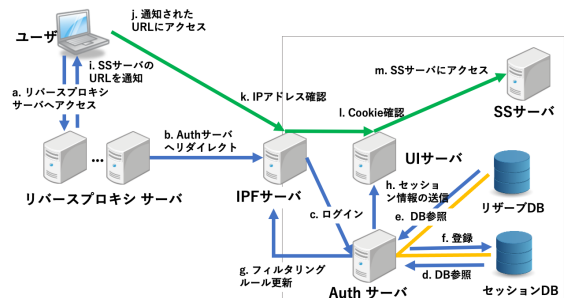 j. 通知された
URLにアクセス
ユーザ
i. SSサーバの
URLを通知
m. SSサーバにアクセス
a. リバースプロキシ
サーバへアクセス
k. IPアドレス確認
l. Cookie確認
SSサーバ
b. Authサーバ
へリダイレクト
...
リバースプロキシ サーバ
IPFサーバ
UIサーバ
h. セッション
情報の送信
リザーブDB
c. ログイン
e. DB参照
f. 登録
g. フィルタリング
ルール更新
d. DB参照
Auth サーバ
セッションDB